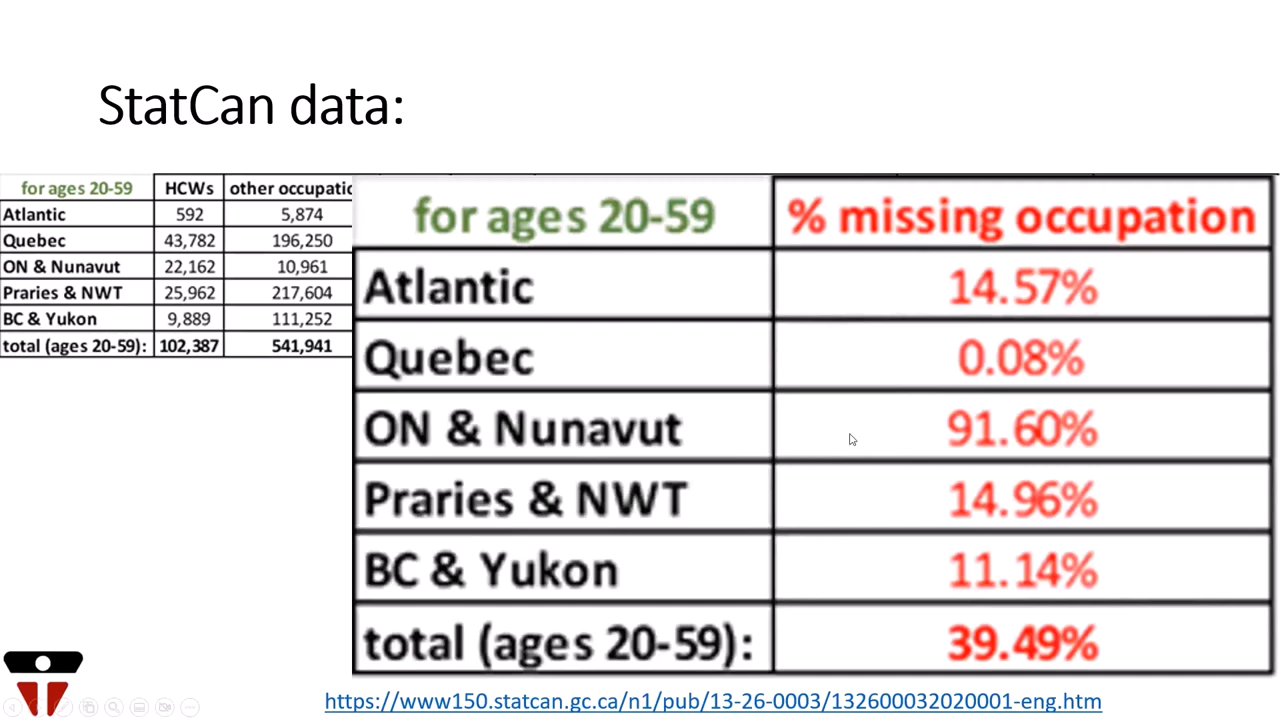 StatCan data:
for ages 20-59 HCWs other occupatio
Atlantic 592 5,874
Quebec 43,782 196,250
ON & Nunavut 22,162 10,961
Praries & NWT 25,962 217,604
BC & Yukon 9,889 111,252
total (ages 20-59): 102,387 541,941
for ages 20-59 % missing occupation
Atlantic 14.57%
Quebec 0.08%
ON & Nunavut 91.60%
Praries & NWT 14.96%
BC & Yukon 11.14%
total (ages 20-59): 39.49%
https://www150.statcan.gc.ca/n1/pub/13-26-0003/132600032020001-eng.htm